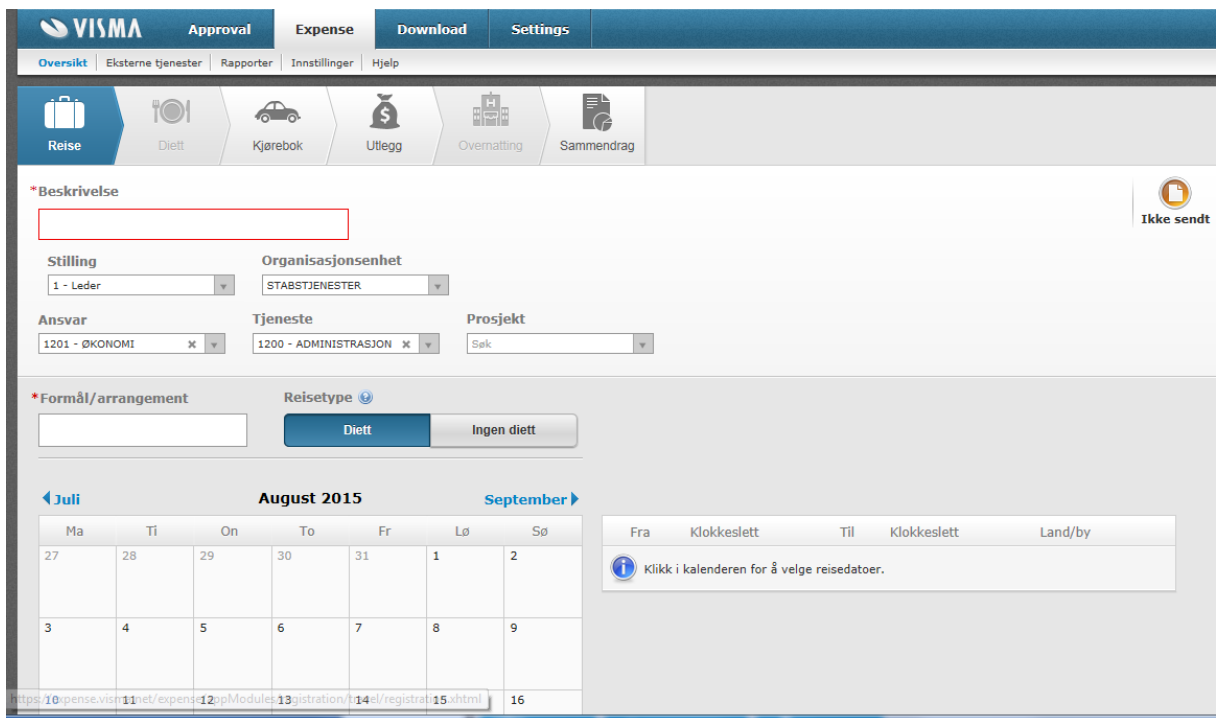 VISMA Approval Expense Download Settings
Oversikt Eksterne tjenester Rapporter Innstillinger Hjelp
Reise Diett Kjørebok Utlegg Overnatting Sammendrag
*Beskrivelse
Ikke sendt
Stilling Organisasjonsenhet
1 - Leder STABSTJENESTER
Ansvar Tjeneste Prosjekt
1201 - ØKONOMI 1200 - ADMINISTRASJON Søk
*Formål/arrangement Reisetype
Diett Ingen diett
Juli August 2015 September
Ma Ti On To Fr Lø Sø
Fra Klokkeslett Til Klokkeslett Land/by
27 28 29 30 31 1 2
Klikk i kalenderen for å velge reisedatoer.
3 4 5 6 7 8 9
10 11 12 13 14 15 16